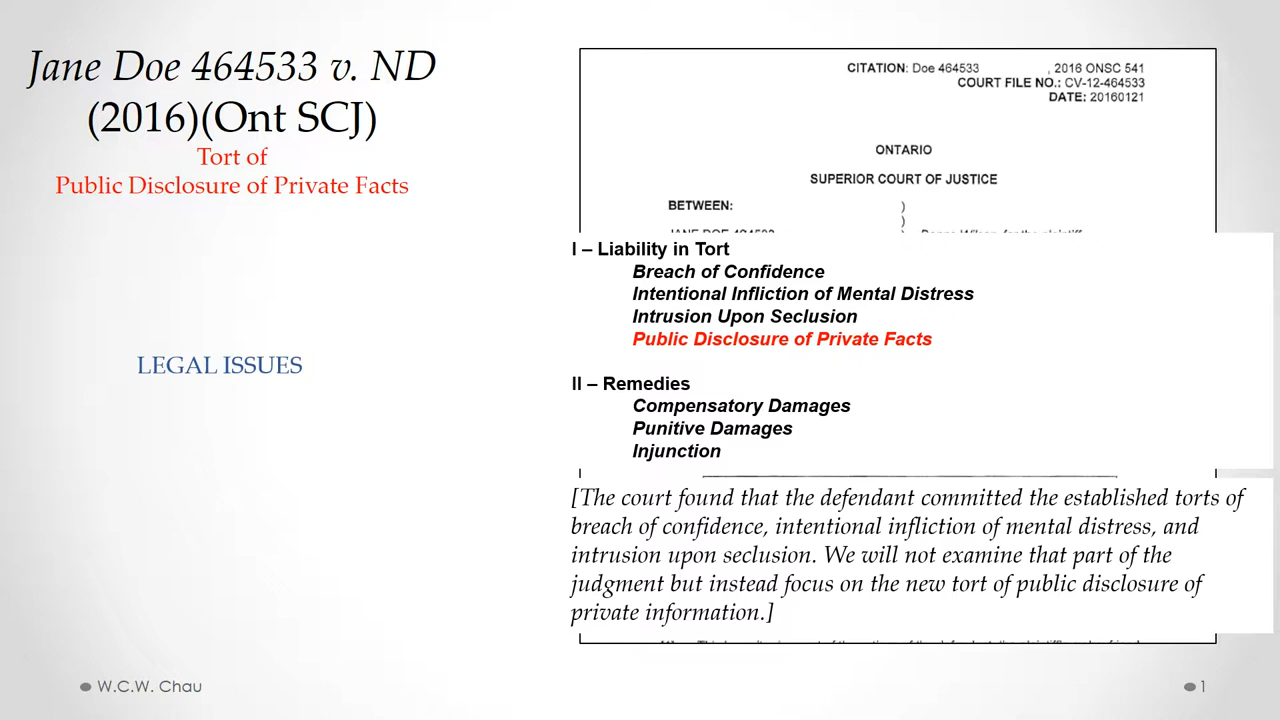 Jane Doe 464533 v. ND
(2016)(Ont SCJ)
Tort of
Public Disclosure of Private Facts
LEGAL ISSUES
CITATION: Doe 464533 , 2016 ONSC 541
COURT FILE NO.: CV-12-464533
DATE: 20160121
ONTARIO
SUPERIOR COURT OF JUSTICE
BETWEEN: )
)
I – Liability in Tort
Breach of Confidence
Intentional Infliction of Mental Distress
Intrusion Upon Seclusion
Public Disclosure of Private Facts
II – Remedies
Compensatory Damages
Punitive Damages
Injunction
[The court found that the defendant committed the established torts of
breach of confidence, intentional infliction of mental distress, and
intrusion upon seclusion. We will not examine that part of the
judgment but instead focus on the new tort of public disclosure of
private information.]
W.C.W. Chau
1